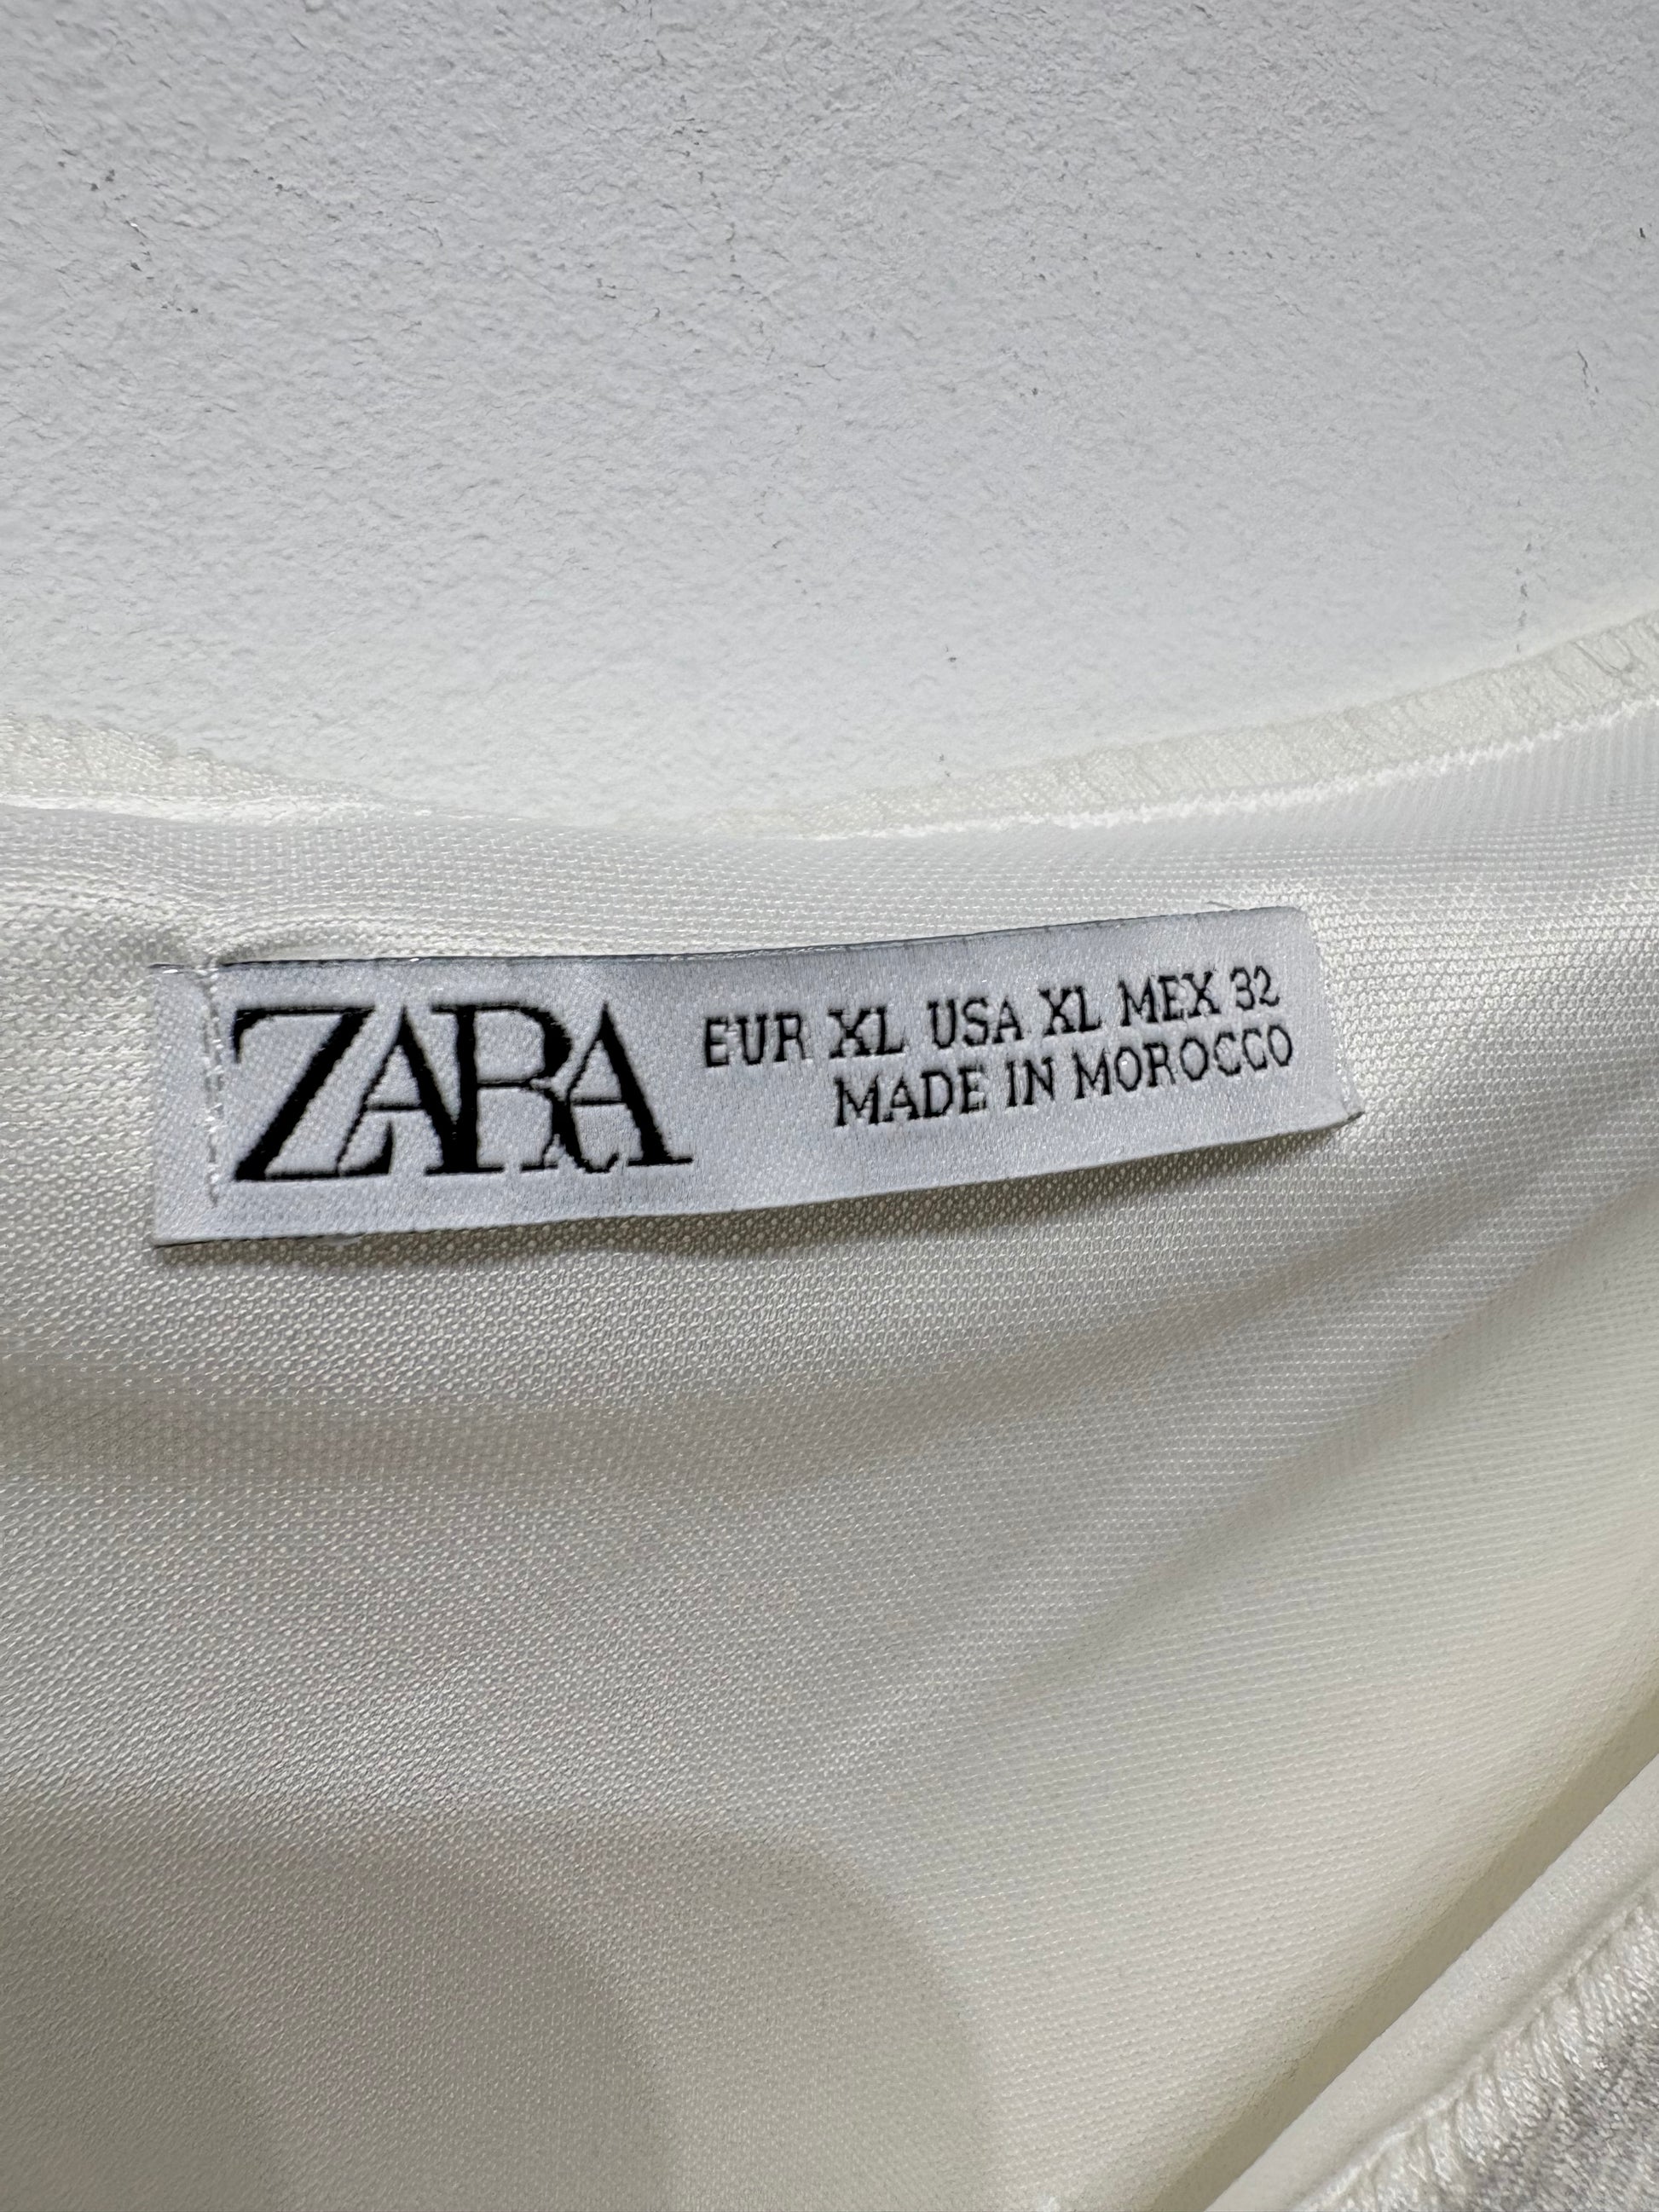 ZARA
EUR XL USA XL MEX 32
MADE IN MOROCCO